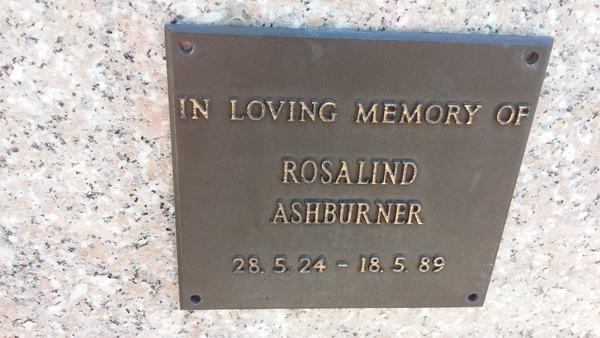 IN LOVING MEMORY OF
ROSALIND
ASHBURNER
28. 5. 24 - 18. 5. 89